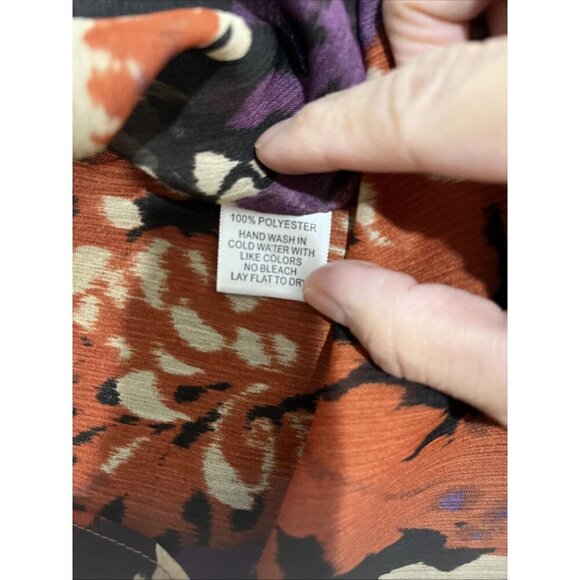 100% POLYESTER
HAND WASH IN
COLD WATER WITH
LIKE COLORS
NO BLEACH
LAY FLAT TO DRY